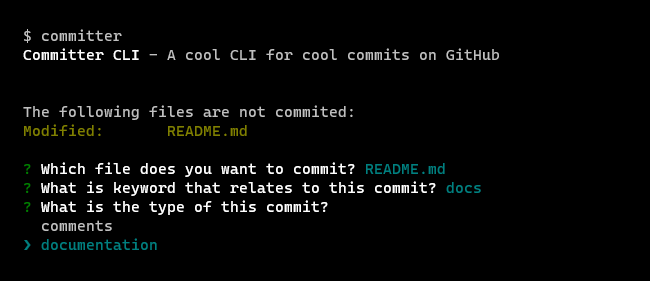 $ committer
Committer CLI - A cool CLI for cool commits on GitHub
The following files are not commited:
Modified: README.md
? Which file does you want to commit? README.md
? What is keyword that relates to this commit? docs
? What is the type of this commit?
comments
❯ documentation